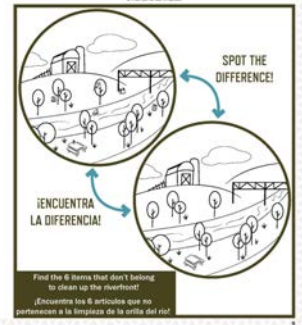 SPOT THE
DIFFERENCE!
¡ENCUENTRA
LA DIFERENCIA!
Find the 6 items that don't belong
to clean up the riverfront!
¡Encuentra los 6 artículos que no
pertenecen a la limpieza de la orilla del río!